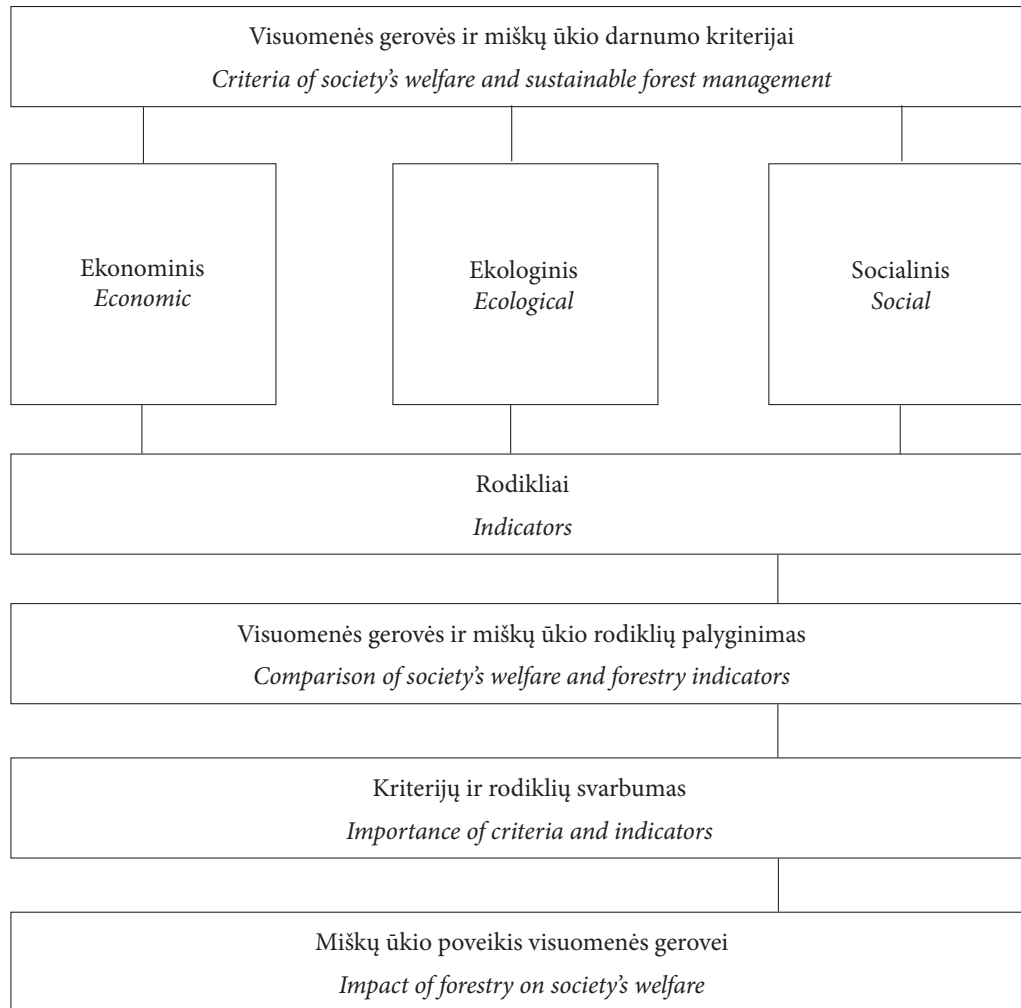 Visuomenės gerovės ir miškų ūkio darnumo kriterijai
Criteria of society's welfare and sustainable forest management
Ekonominis
Economic
Ekologinis
Ecological
Socialinis
Social
Rodikliai
Indicators
Visuomenės gerovės ir miškų ūkio rodiklių palyginimas
Comparison of society's welfare and forestry indicators
Kriterijų ir rodiklių svarbumas
Importance of criteria and indicators
Miškų ūkio poveikis visuomenės gerovei
Impact of forestry on society's welfare